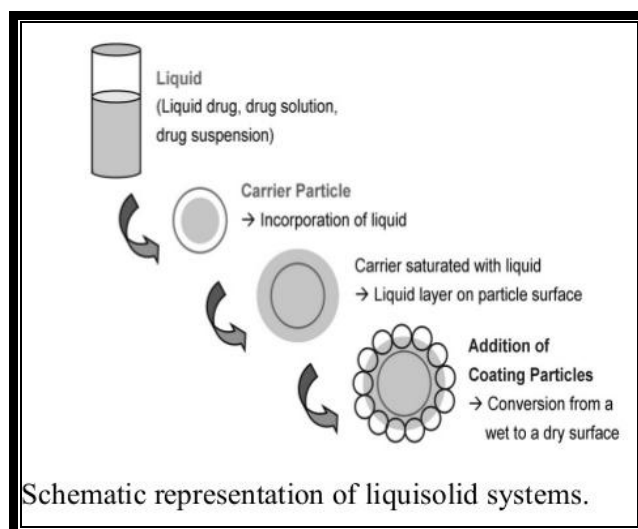 Liquid
(Liquid drug, drug solution,
drug suspension)
Carrier Particle
→ Incorporation of liquid
Carrier saturated with liquid
→ Liquid layer on particle surface
Addition of
Coating Particles
→ Conversion from a
wet to a dry surface
Schematic representation of liquisolid systems.